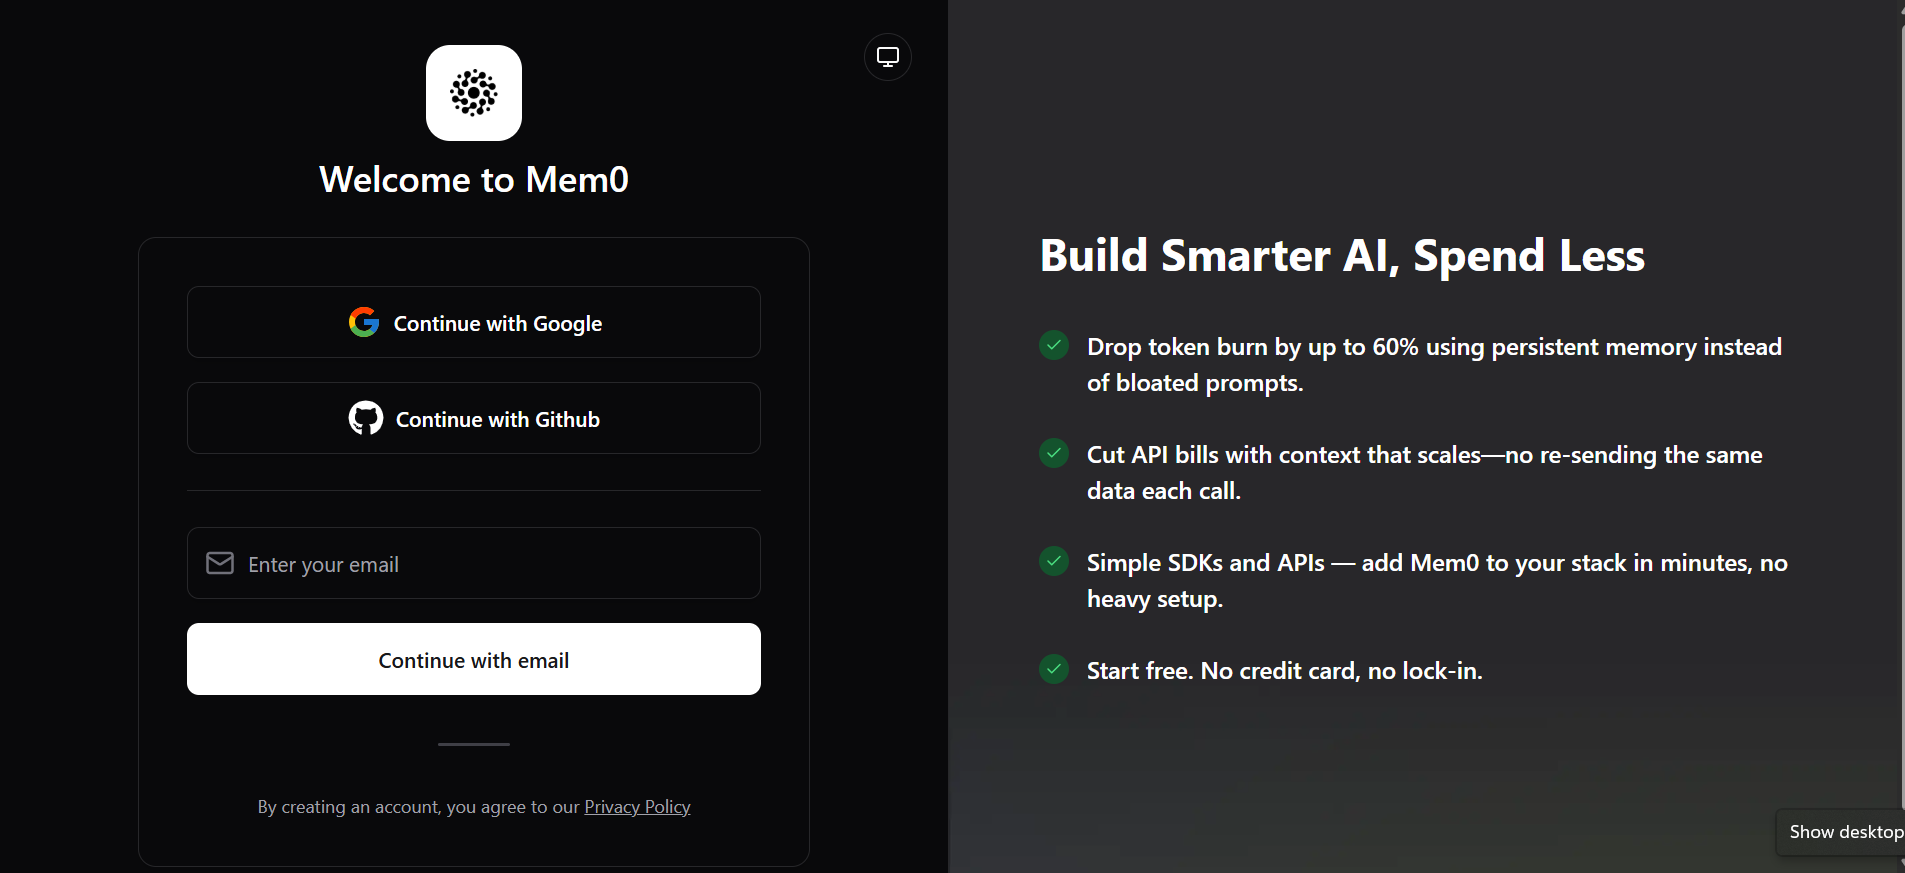 Welcome to Mem0
Continue with Google
Continue with Github
Enter your email
Continue with email
By creating an account, you agree to our Privacy Policy
Build Smarter AI, Spend Less
Drop token burn by up to 60% using persistent memory instead
of bloated prompts.
Cut API bills with context that scales—no re-sending the same
data each call.
Simple SDKs and APIs — add Mem0 to your stack in minutes, no
heavy setup.
Start free. No credit card, no lock-in.
Show desktop